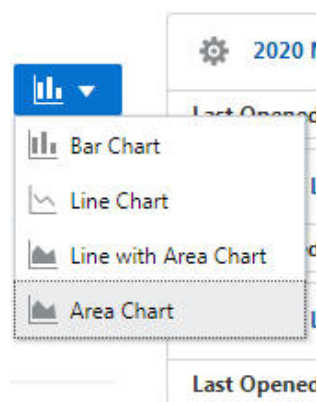 2020
Last Opened
Bar Chart
Line Chart
Line with Area Chart
Area Chart
Last Opened